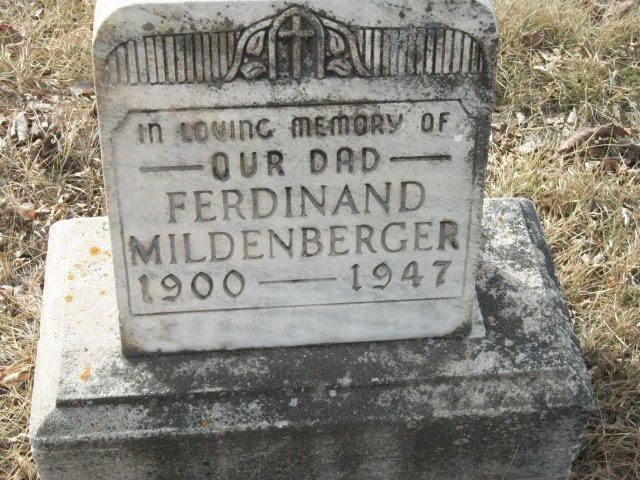 IN LOVING MEMORY OF
OUR DAD
FERDINAND
MILDENBERGER
1900 — 1947